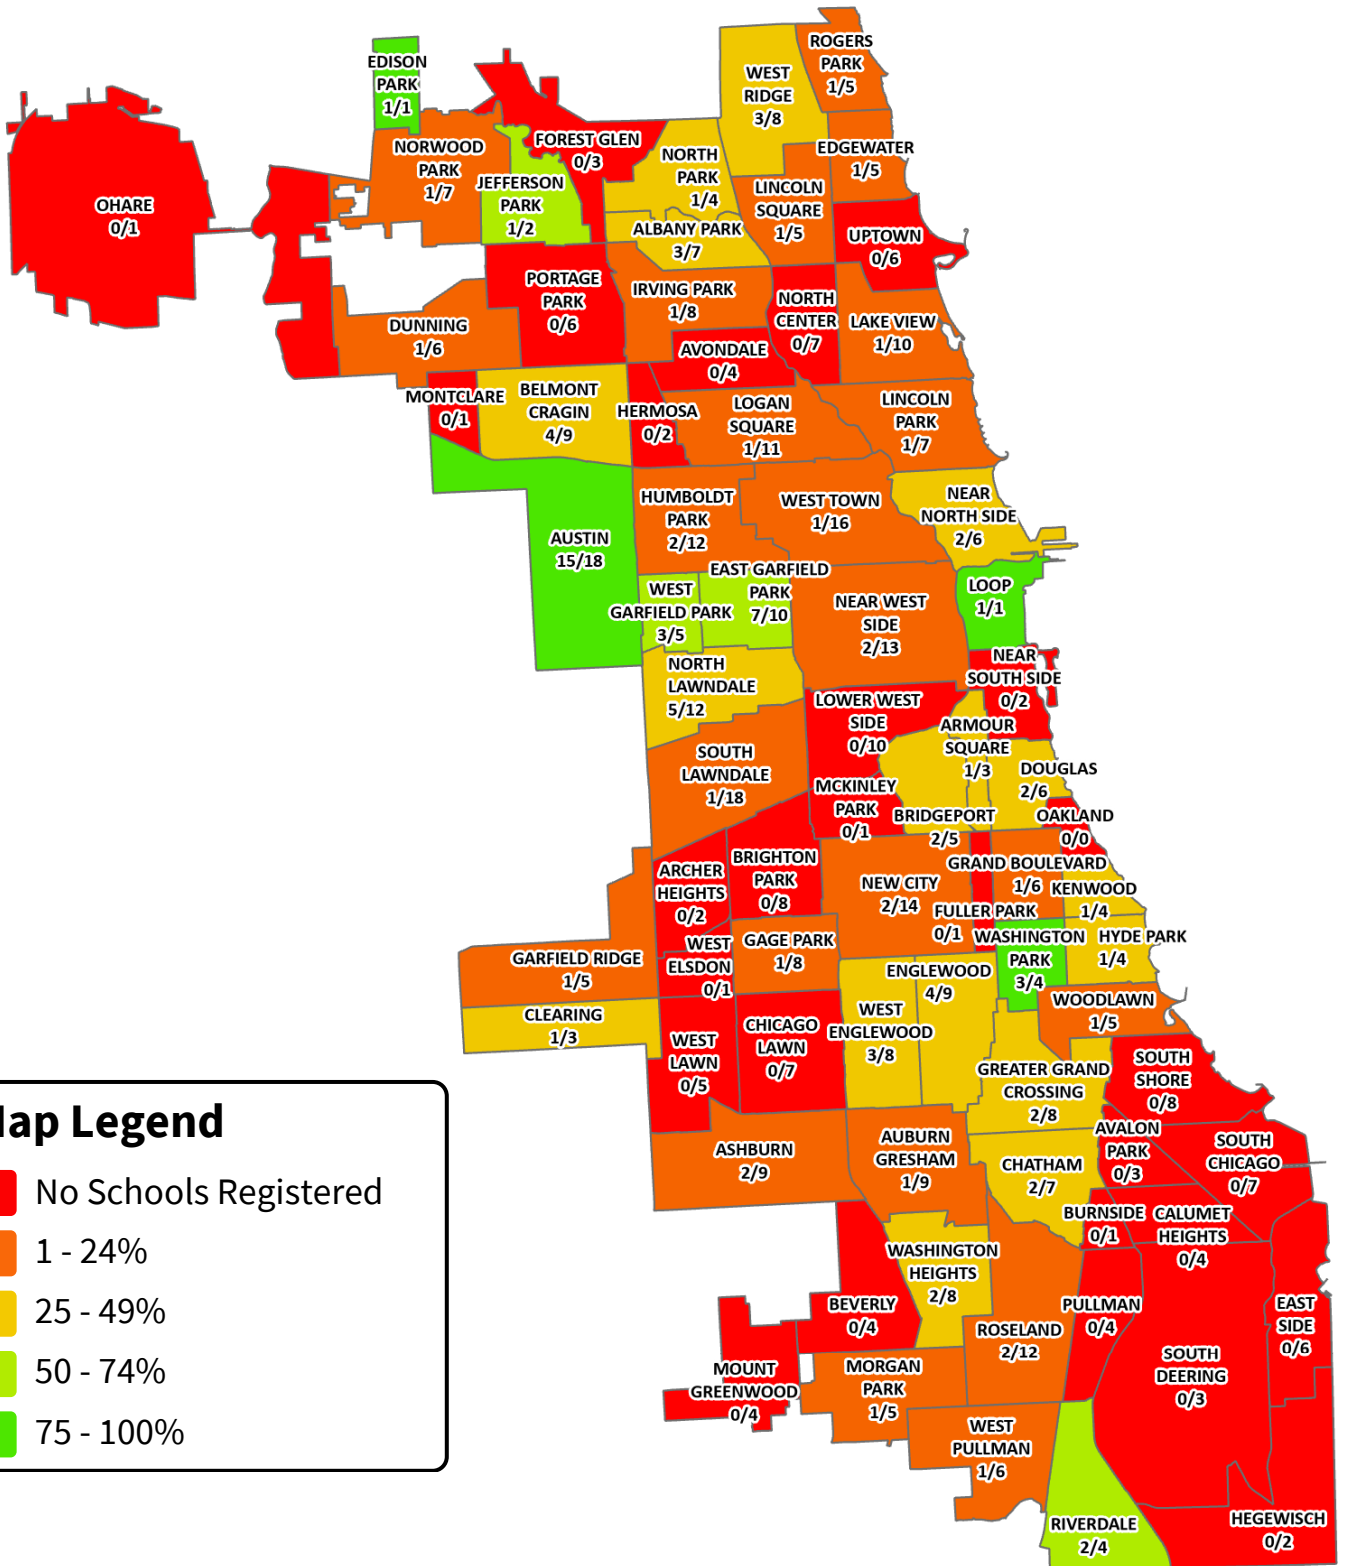 ROGERS
PARK
1/5
EDISON
PARK
1/1
WEST
RIDGE
3/8
FOREST GLEN
0/3
NORWOOD
PARK
1/7
EDGEWATER
1/5
NORTH
PARK
1/4
JEFFERSON
PARK
1/2
LINCOLN
SQUARE
1/5
OHARE
0/1
ALBANY PARK
3/7
UPTOWN
0/6
PORTAGE
PARK
0/6
IRVING PARK
1/8
NORTH
CENTER
0/7
LAKE VIEW
1/10
DUNNING
1/6
AVONDALE
0/4
MONTCLARE
0/1
BELMONT
CRAGIN
4/9
HERMOSA
0/2
LOGAN
SQUARE
1/11
LINCOLN
PARK
1/7
HUMBOLDT
PARK
2/12
WEST TOWN
1/16
NEAR
NORTH SIDE
2/6
AUSTIN
15/18
EAST GARFIELD
PARK
7/10
WEST
GARFIELD PARK
3/5
NEAR WEST
SIDE
2/13
LOOP
1/1
NORTH
LAWNDALE
5/12
NEAR
SOUTH SIDE
0/2
LOWER WEST
SIDE
0/10
ARMOUR
SQUARE
1/3
SOUTH
LAWNDALE
1/18
DOUGLAS
2/6
MCKINLEY
PARK
0/1
BRIDGEPORT
2/5
OAKLAND
0/0
ARCHER
HEIGHTS
0/2
BRIGHTON
PARK
0/8
NEW CITY
2/14
GRAND BOULEVARD
1/6
KENWOOD
1/4
FULLER PARK
0/1
WEST
ELSDON
0/1
GAGE PARK
1/8
WASHINGTON
PARK
3/4
HYDE PARK
1/4
GARFIELD RIDGE
1/5
ENGLEWOOD
4/9
WOODLAWN
1/5
CLEARING
1/3
WEST
LAWN
0/5
CHICAGO
LAWN
0/7
WEST
ENGLEWOOD
3/8
GREATER GRAND
CROSSING
2/8
SOUTH
SHORE
0/8
ASHBURN
2/9
AUBURN
GRESHAM
1/9
CHATHAM
2/7
AVALON
PARK
0/3
SOUTH
CHICAGO
0/7
BURNSIDE
0/1
CALUMET
HEIGHTS
0/4
WASHINGTON
HEIGHTS
2/8
BEVERLY
0/4
ROSELAND
2/12
PULLMAN
0/4
EAST
SIDE
0/6
MOUNT
GREENWOOD
0/4
MORGAN
PARK
1/5
SOUTH
DEERING
0/3
WEST
PULLMAN
1/6
RIVERDALE
2/4
HEGEWISCH
0/2
ap Legend
No Schools Registered
1 - 24%
25 - 49%
50 - 74%
75 - 100%